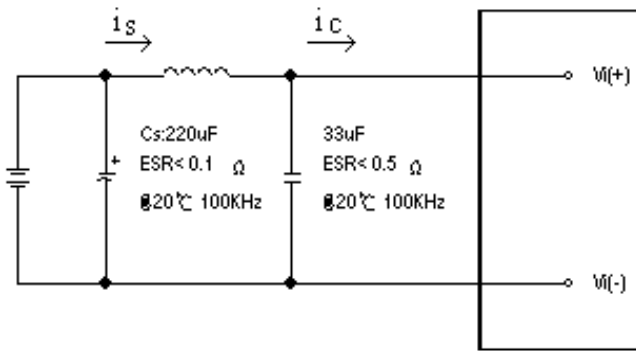 iS
iC
Vi(+)
Cs:220uF
ESR<0.1 Ω
20℃ 100KHz
33uF
ESR<0.5 Ω
20℃ 100KHz
+
Vi(-)